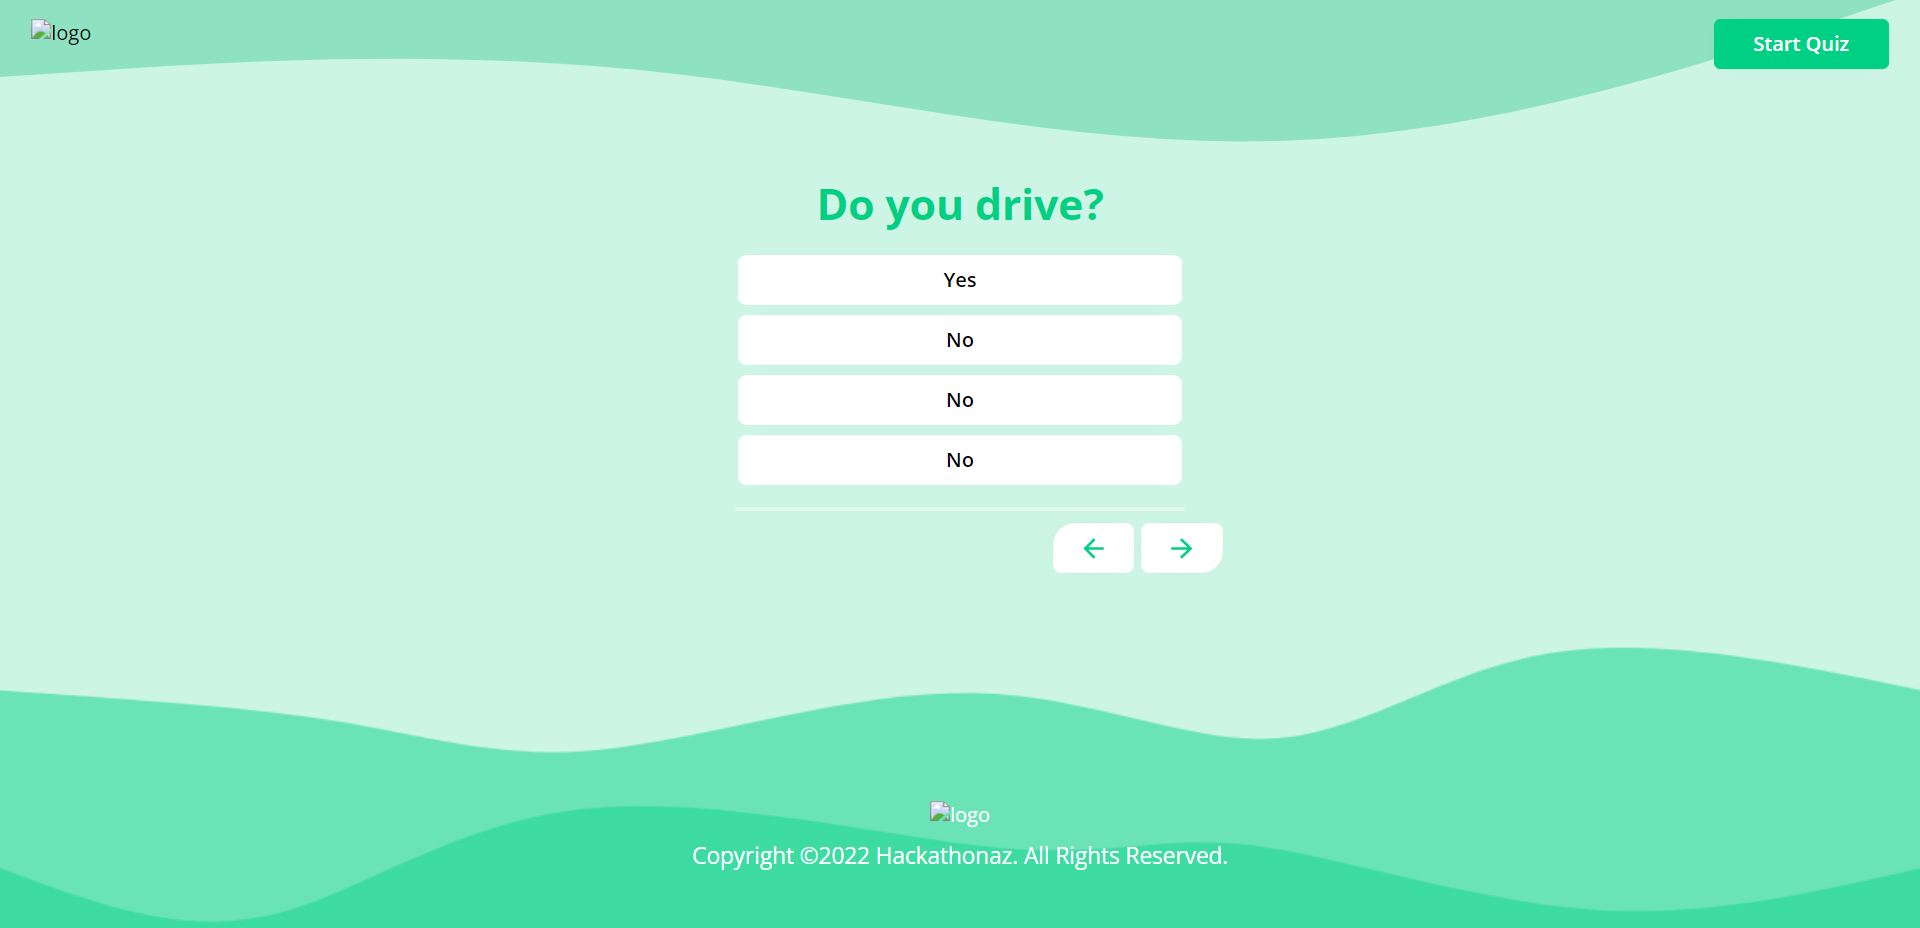 logo
Start Quiz
Do you drive?
Yes
No
No
No
logo
Copyright ©2022 Hackathonaz. All Rights Reserved.